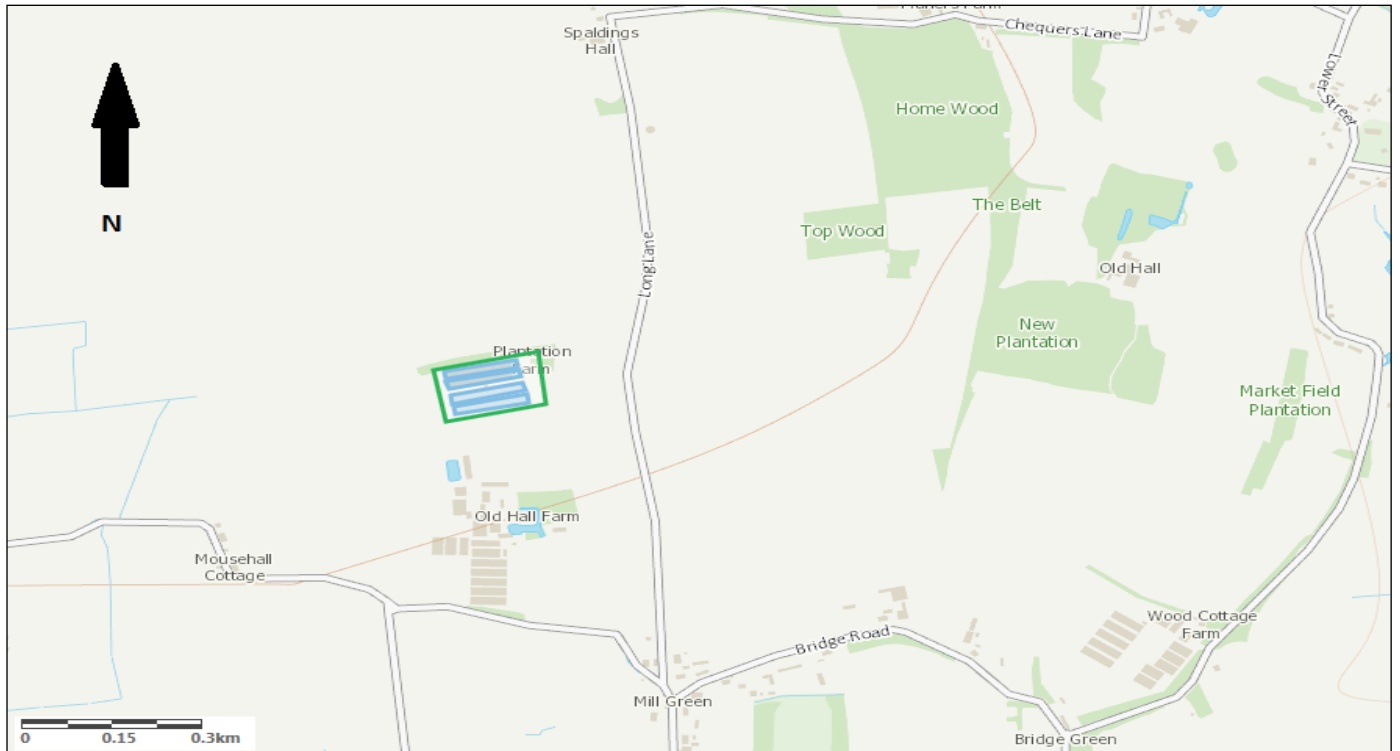 Chequers Lane
Spaldings
Hall
Lower Street
Home Wood
N
The Belt
Top Wood
Long Lane
Old Hall
New
Plantation
Plantation
Farm
Market Field
Plantation
Old Hall Farm
Mousehall
Cottage
Wood Cottage
Farm
Bridge Road
Mill Green
Bridge Green
0 0.15 0.3km